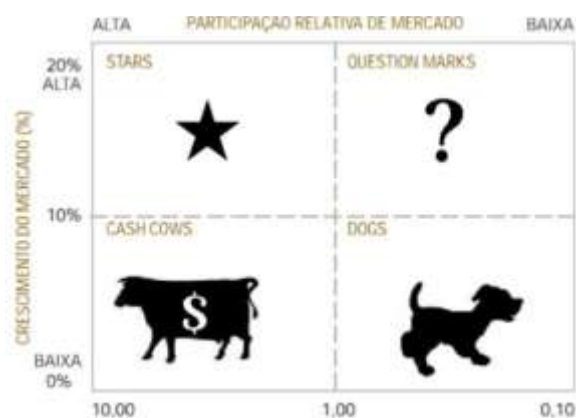 ALTA PARTICIPAÇÃO RELATIVA DE MERCADO BAIXA
20%
ALTA
STARS
QUESTION MARKS
?
CRESCIMENTO DO MERCADO (%)
10%
CASH COWS
DOGS
$
BAIXA
0%
10,00 1,00 0,10